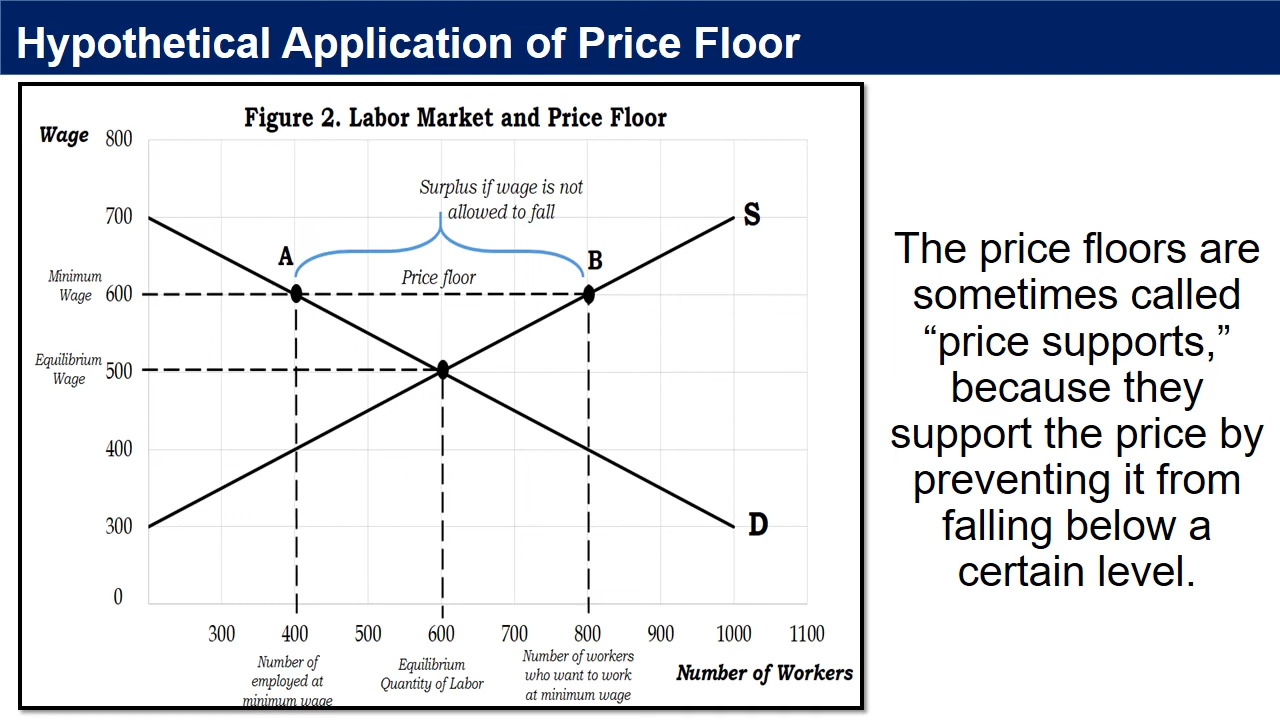 Hypothetical Application of Price Floor
Figure 2. Labor Market and Price Floor
Wage
800
Surplus if wage is not
allowed to fall
700
S
A
B
Price floor
Minimum
Wage
600
Equilibrium
Wage
500
400
300
D
0
300 400 500 600 700 800 900 1000 1100
Number of
employed at
minimum wage
Equilibrium
Quantity of Labor
Number of workers
who want to work
at minimum wage
Number of Workers
The price floors are
sometimes called
“price supports,”
because they
support the price by
preventing it from
falling below a
certain level.